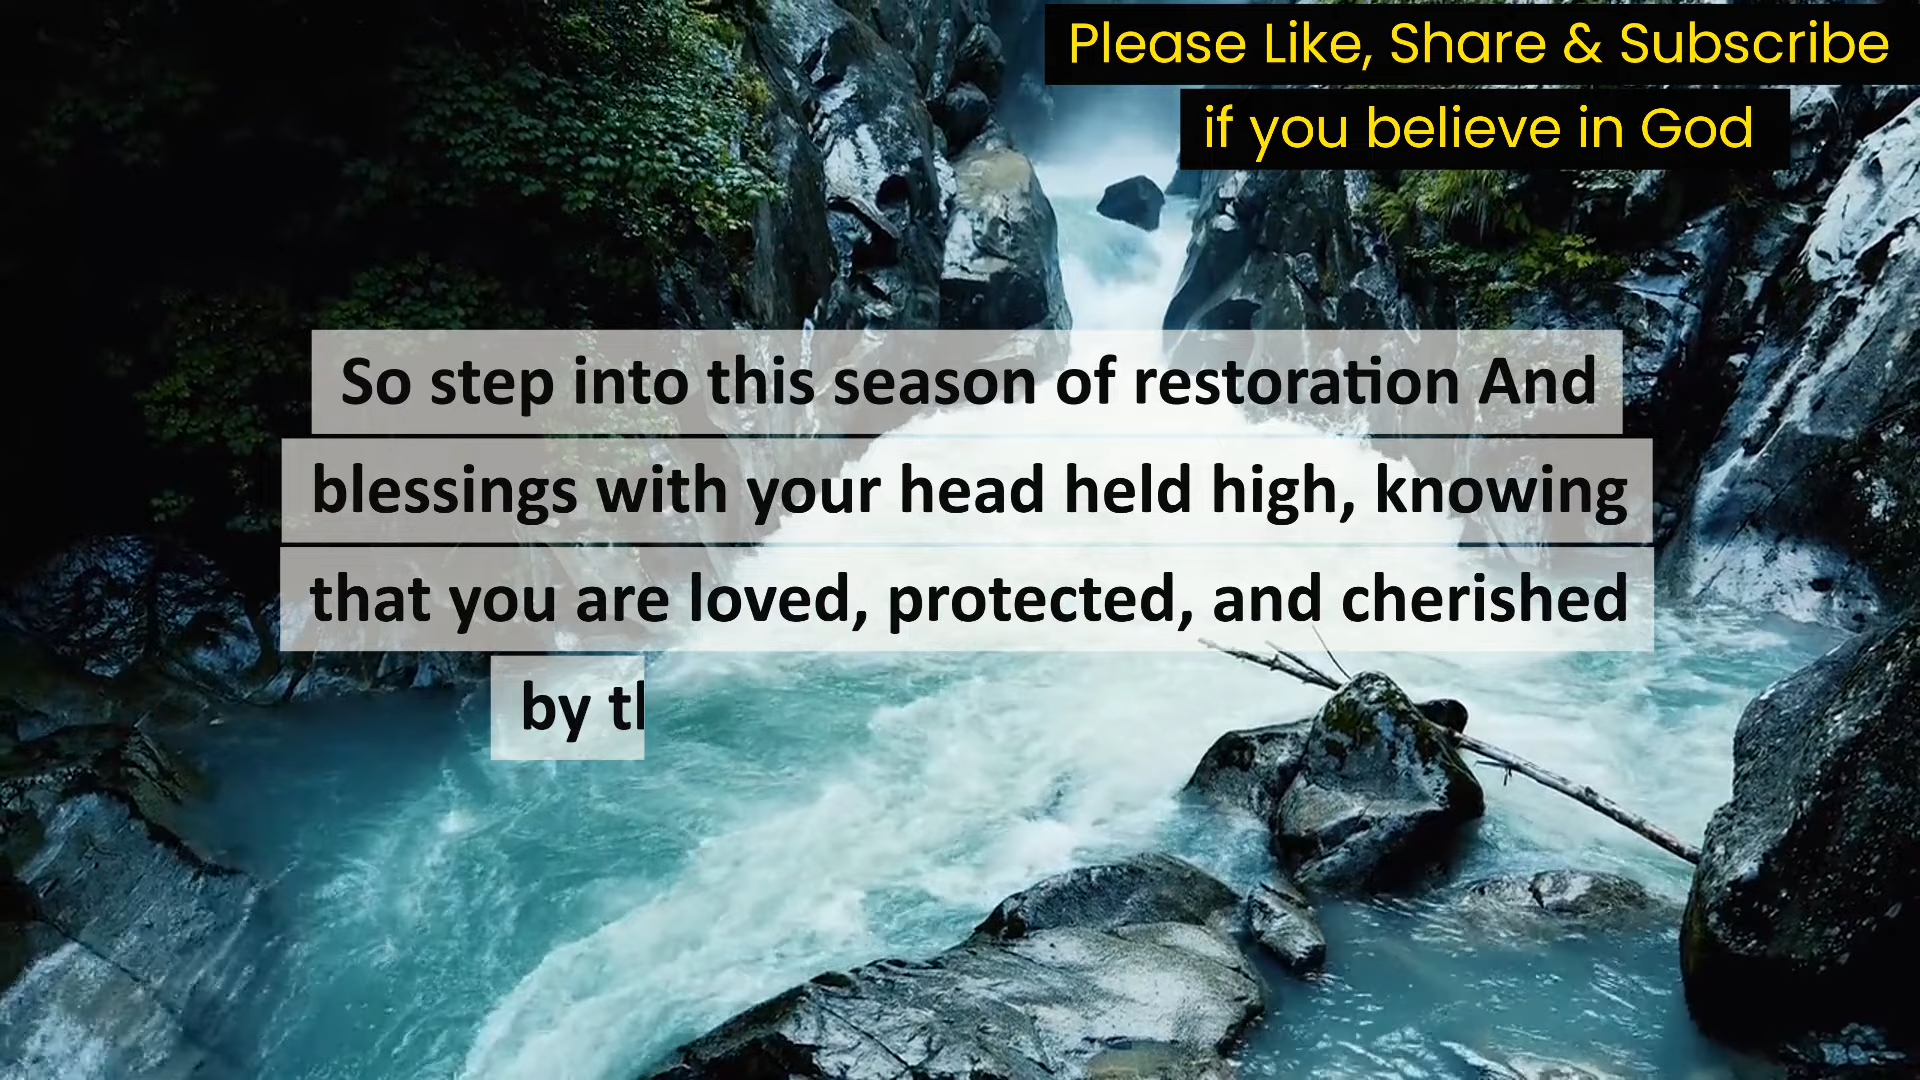 Please Like, Share & Subscribe
if you believe in God
So step into this season of restoration And
blessings with your head held high, knowing
that you are loved, protected, and cherished
by